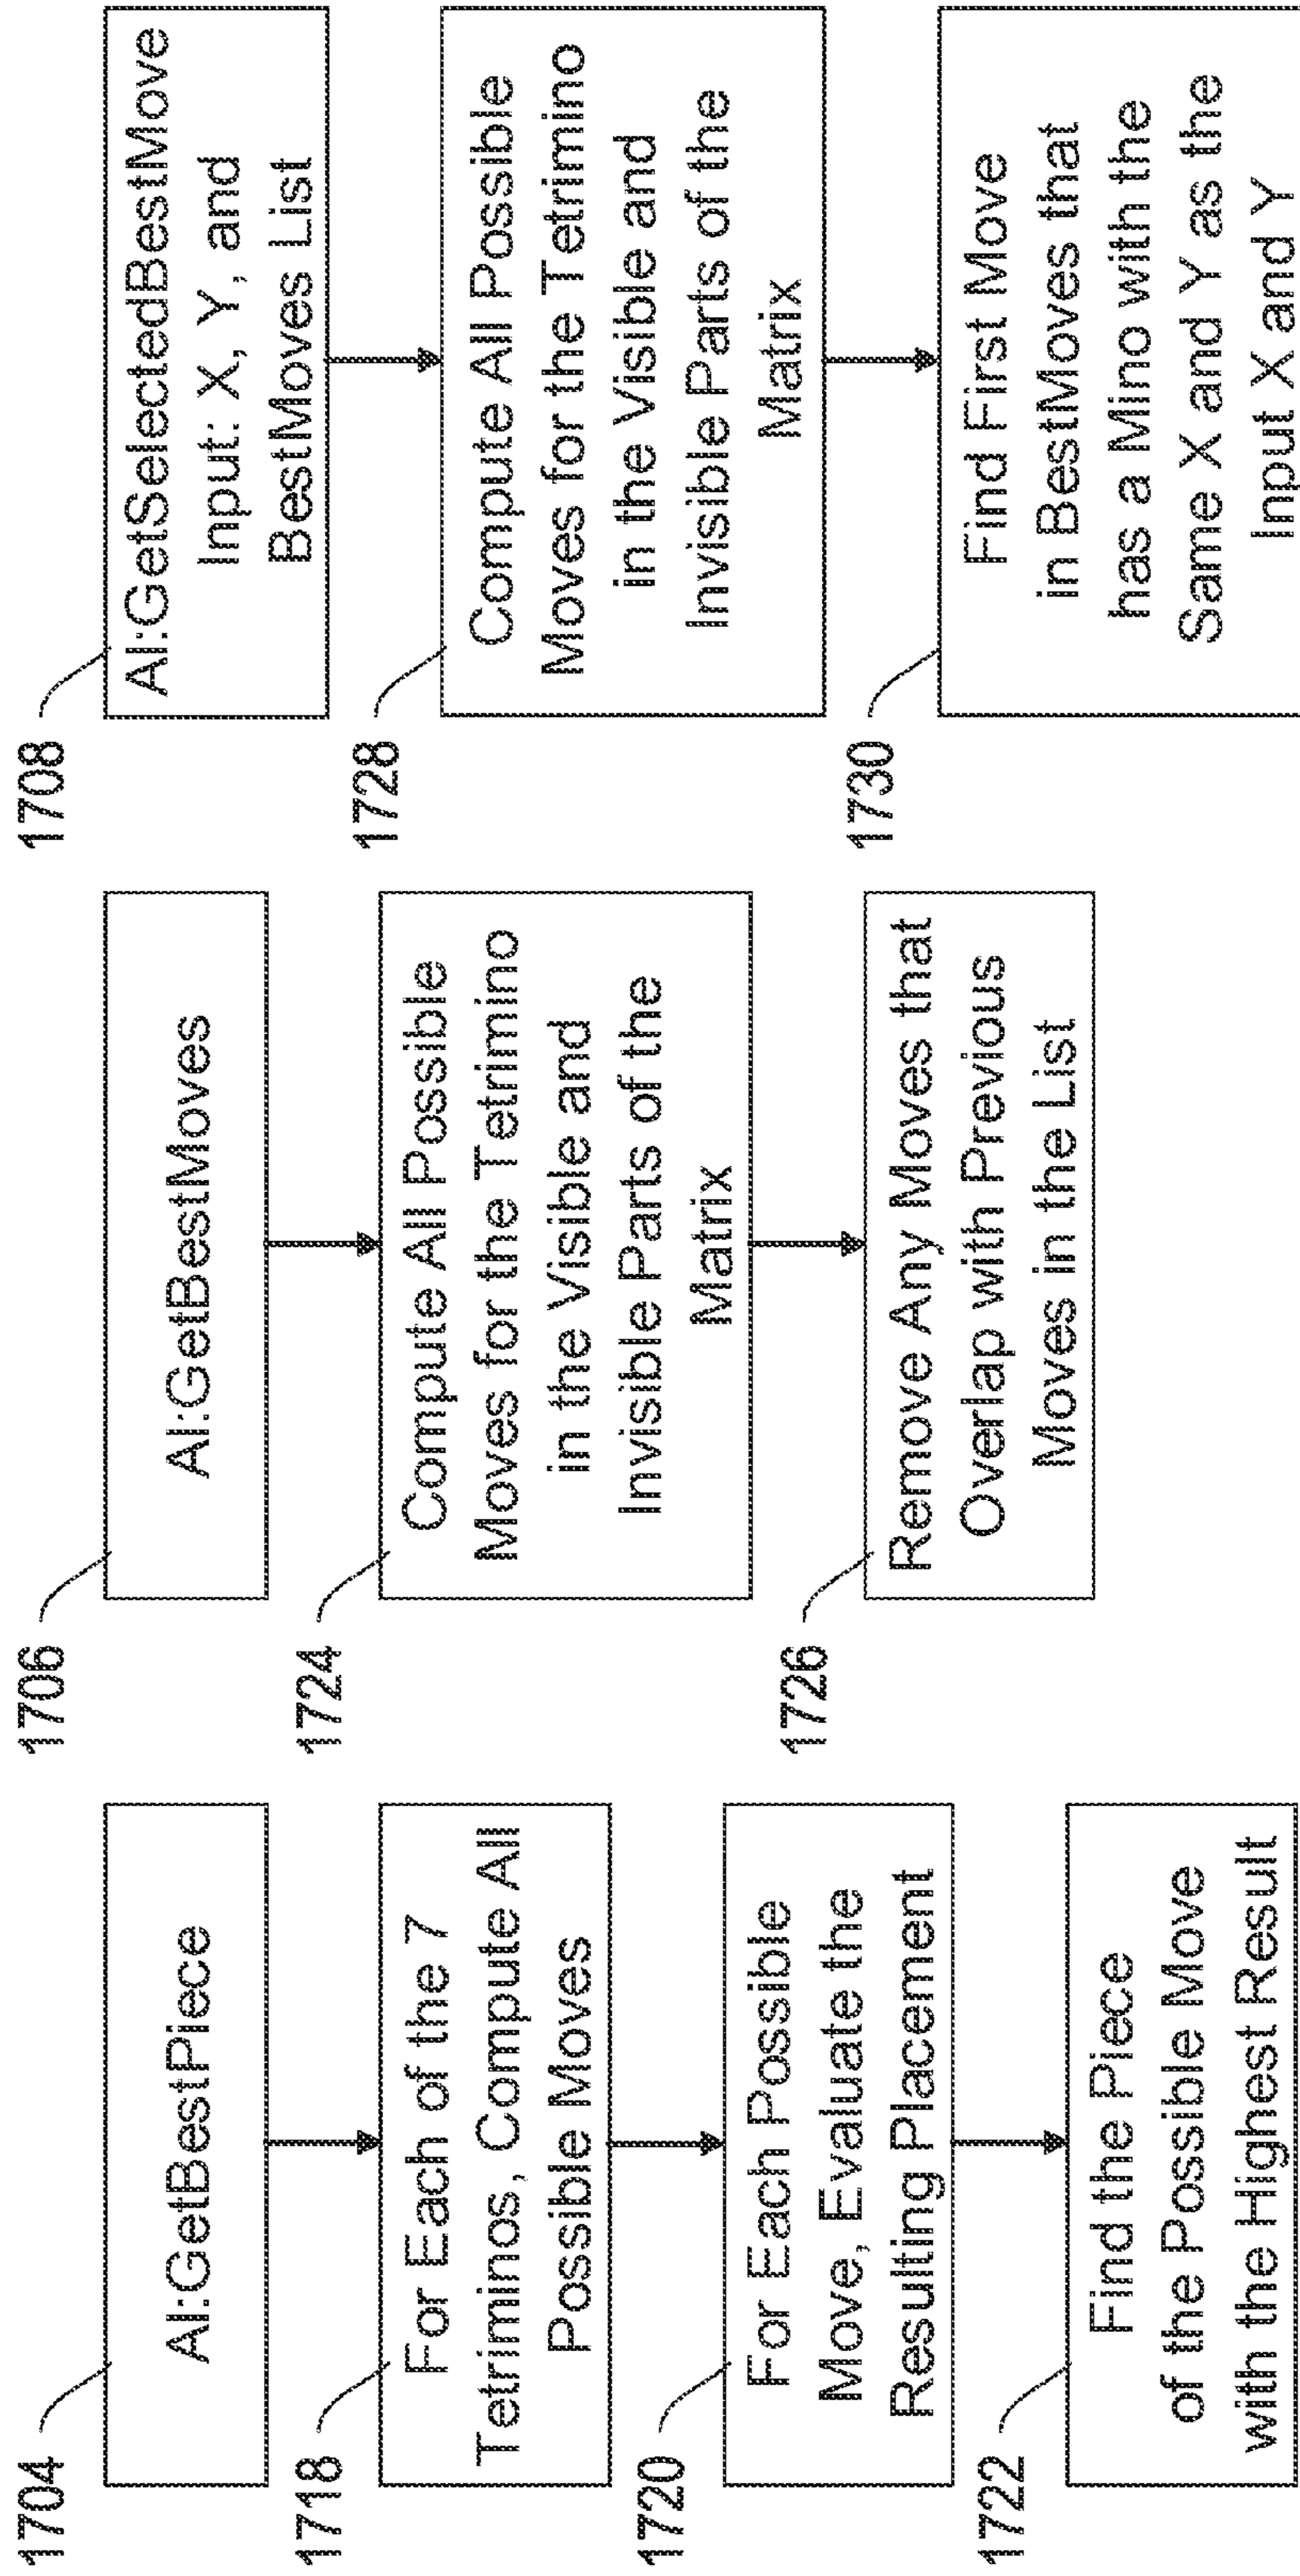 1704
AI:GetBestPiece
1718
For Each of the 7
Tetriminos, Compute All
Possible Moves
1720
For Each Possible
Move, Evaluate the
Resulting Placement
1722
Find the Piece
of the Possible Move
with the Highest Result
1706
AI:GetBestMoves
1724
Compute All Possible
Moves for the Tetrimino
in the Visible and
Invisible Parts of the
Matrix
1726
Remove Any Moves that
Overlap with Previous
Moves in the List
1708
AI:GetSelectedBestMove
Input: X, Y, and
BestMoves List
1728
Compute All Possible
Moves for the Tetrimino
in the Visible and
Invisible Parts of the
Matrix
1730
Find First Move
in BestMoves that
has a Mino with the
Same X and Y as the
Input X and Y